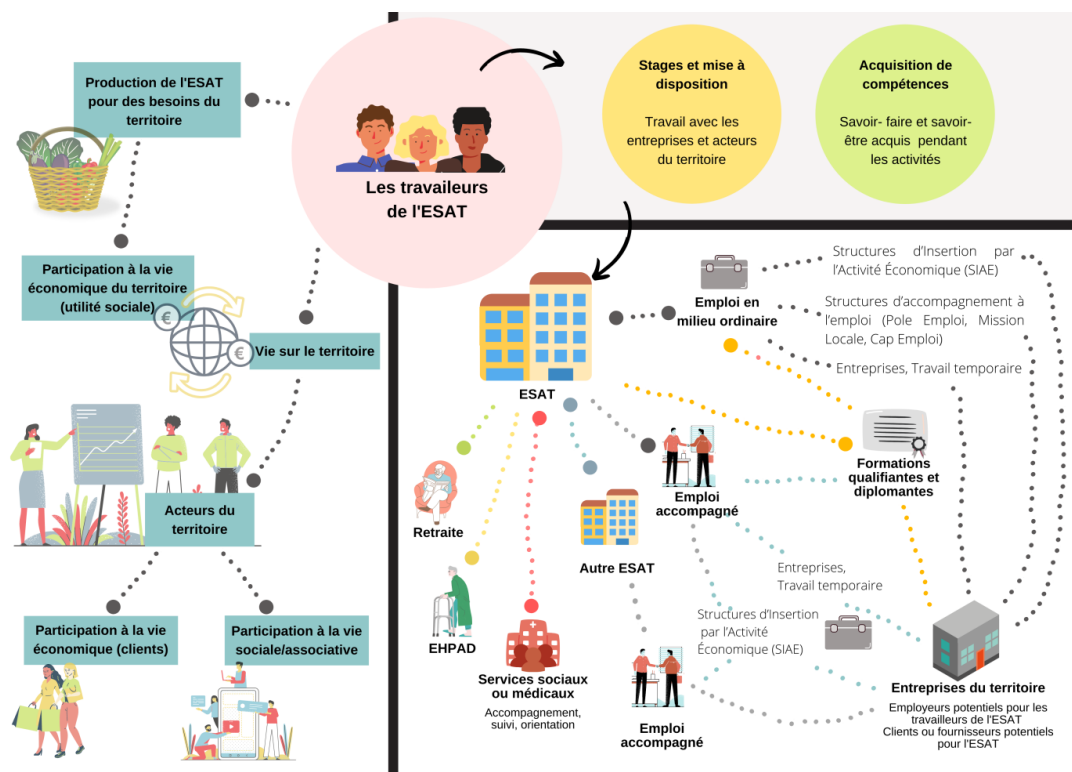 Production de l'ESAT
pour des besoins du
territoire
Participation à la vie
économique du territoire
(utilité sociale)
€
€
Vie sur le territoire
Acteurs du
territoire
Participation à la vie
économique (clients)
Participation à la vie
sociale/associative
Les travaileurs
de l'ESAT
Stages et mise à
disposition
Travail avec les
entreprises et acteurs
du territoire
Acquisition de
compétences
Savoir- faire et savoir-
être acquis pendant
les activités
ESAT
Emploi en
milieu ordinaire
Structures d’Insertion par
l’Activité Économique (SIAE)
Structures d’accompagnement à
l’emploi (Pole Emploi, Mission
Locale, Cap Emploi)
Entreprises, Travail temporaire
Formations
qualifiantes et
diplomantes
Emploi
accompagné
Retraite
Autre ESAT
EHPAD
Services sociaux
ou médicaux
Accompagnement,
suivi, orientation
Entreprises,
Travail temporaire
Structures d’Insertion
par l’Activité
Économique (SIAE)
Emploi
accompagné
Entreprises du territoire
Employeurs potentiels pour les
travailleurs de l'ESAT
Clients ou fournisseurs potentiels
pour l'ESAT